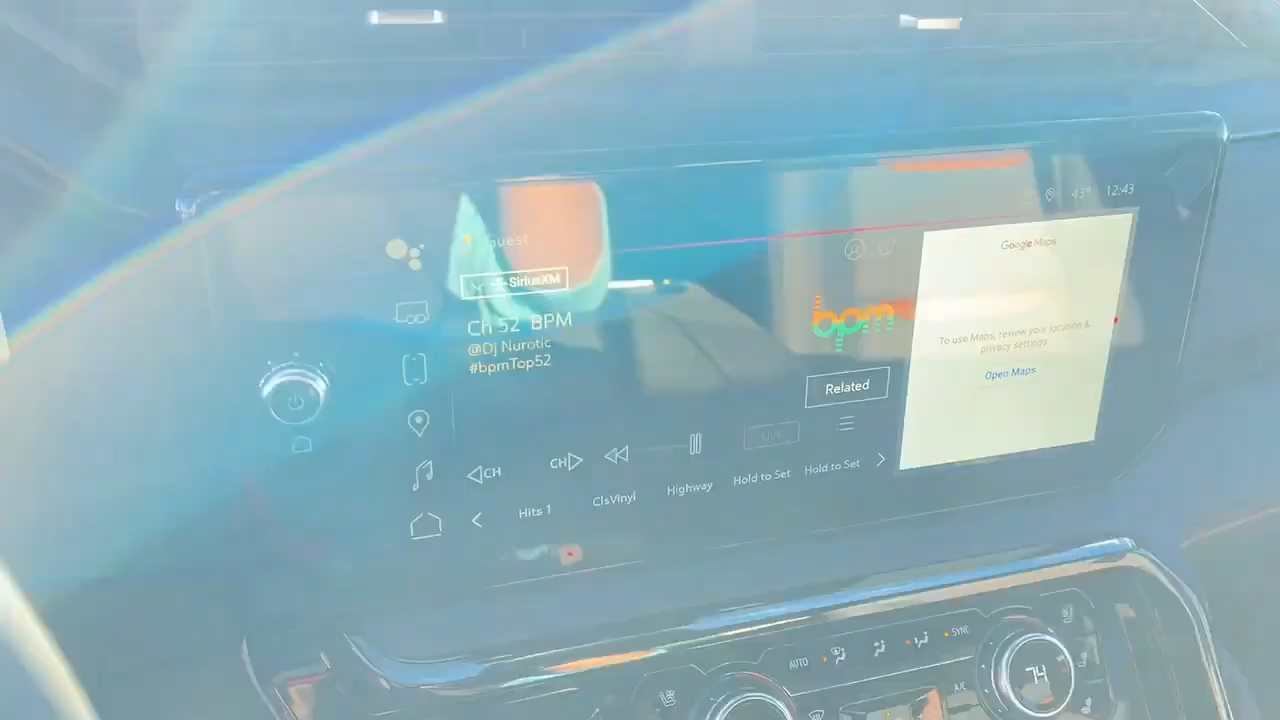 43° 12:43
Guest
SiriusXM
Ch 52 BPM
@Dj Nurotic
#bpmTop52
bpm
Related
Google Maps
To use Maps, review your location &
privacy settings
Open Maps
CH
CH
LIVE
Hits 1
ClsVinyl
Highway
Hold to Set
Hold to Set
AUTO
SYNC
A/C
74